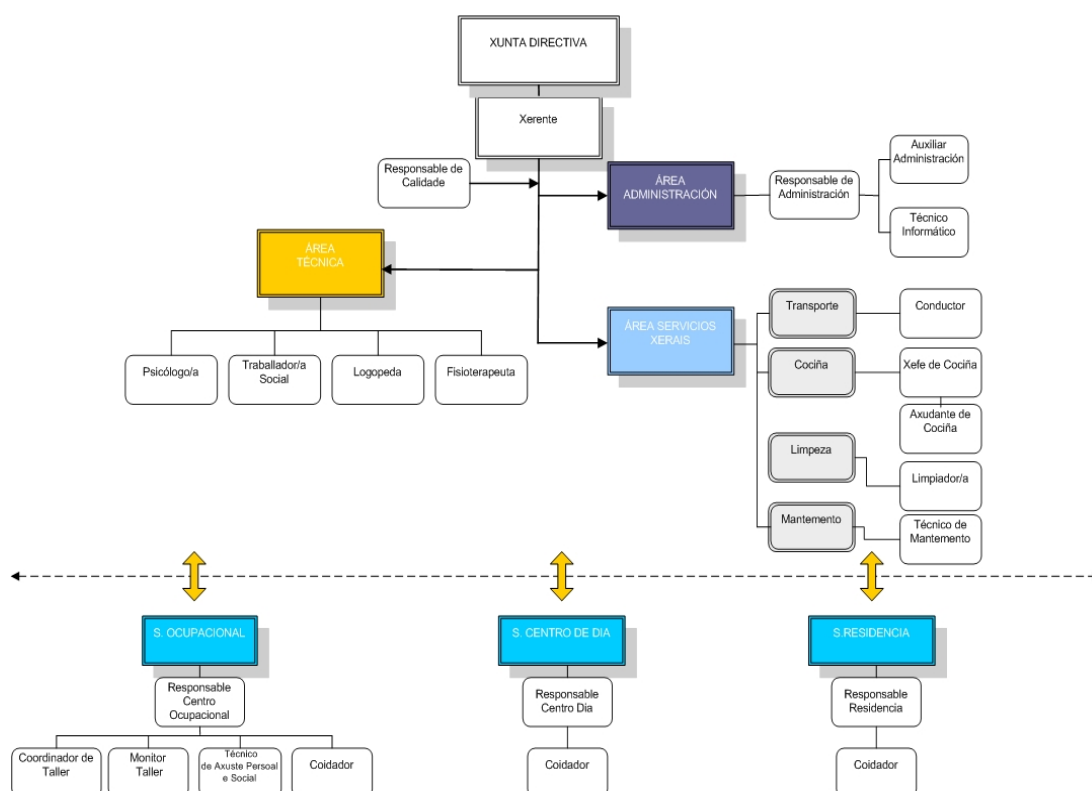 XUNTA DIRECTIVA
Xerente
Responsable de
Calidade
ÁREA
ADMINISTRACIÓN
Responsable de
Administración
Auxiliar
Administración
Técnico
Informático
ÁREA
TÉCNICA
Psicólogo/a
Traballador/a
Social
Logopeda
Fisioterapeuta
ÁREA SERVICIOS
XERAIS
Transporte
Conductor
Cociña
Xefe de Cociña
Axudante de
Cociña
Limpeza
Limpiador/a
Mantemento
Técnico de
Mantemento
S. OCUPACIONAL
Responsable
Centro
Ocupacional
Coordinador de
Taller
Monitor
Taller
Técnico
de Axuste Persoal
e Social
Coidador
S. CENTRO DE DIA
Responsable
Centro Dia
Coidador
S.RESIDENCIA
Responsable
Residencia
Coidador